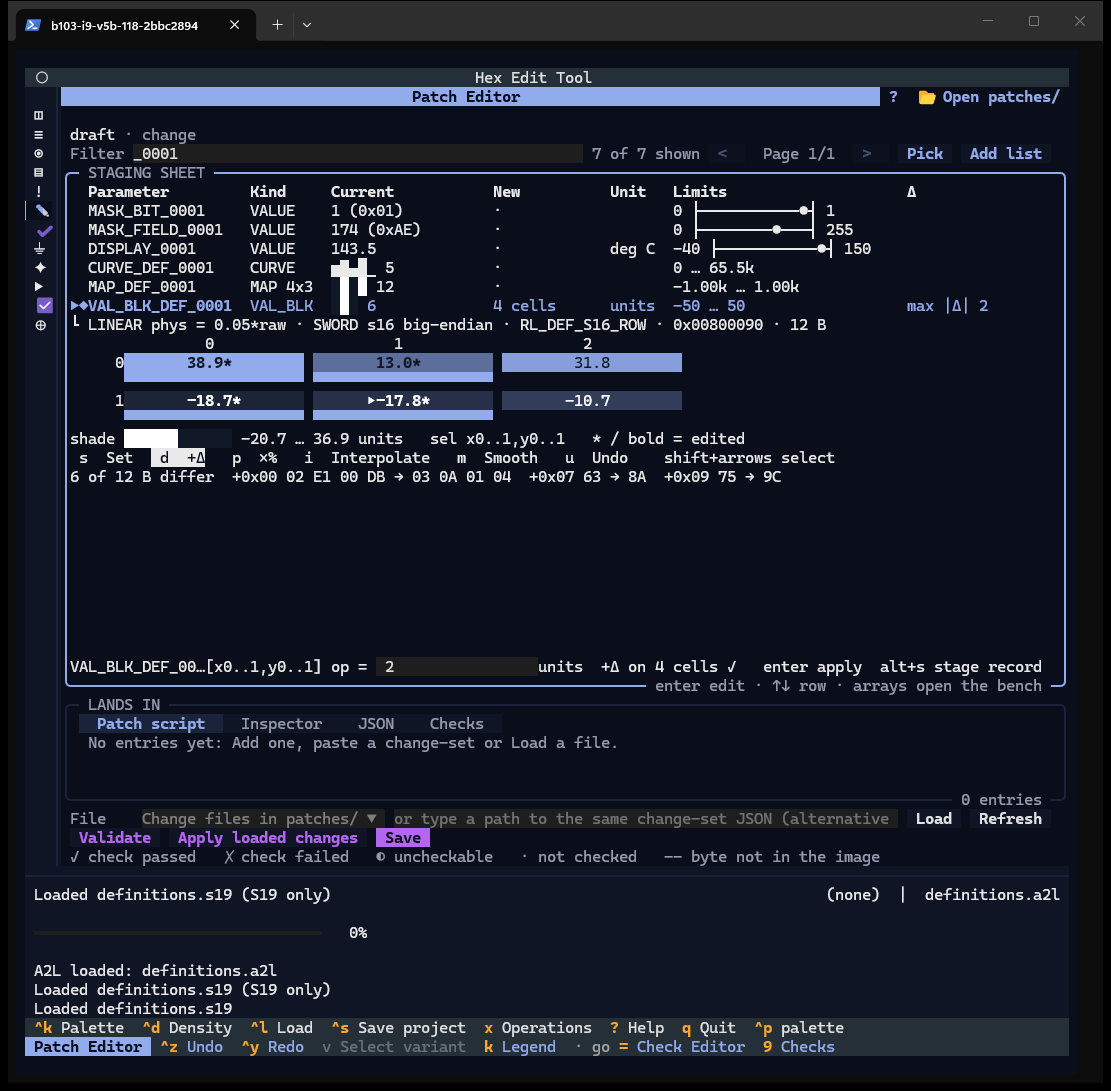 b103-i9-v5b-118-2bbc2894
Hex Edit Tool
Patch Editor ? Open patches/
draft · change
Filter _0001 7 of 7 shown < Page 1/1 > Pick Add list
STAGING SHEET
Parameter Kind Current New Unit Limits Δ
MASK_BIT_0001 VALUE 1 (0x01) · 0 1
MASK_FIELD_0001 VALUE 174 (0xAE) · 0 255
DISPLAY_0001 VALUE 143.5 · deg C −40 150
CURVE_DEF_0001 CURVE 5 · 0 … 65.5k
MAP_DEF_0001 MAP 4x3 12 · −1.00k … 1.00k
▶◆VAL_BLK_DEF_0001 VAL_BLK 6 4 cells units −50 … 50 max |Δ| 2
└ LINEAR phys = 0.05*raw · SWORD s16 big-endian · RL_DEF_S16_ROW · 0x00800090 · 12 B
0 1 2
0 38.9* 13.0* 31.8
1 −18.7* ▶−17.8* −10.7
shade −20.7 … 36.9 units sel x0..1,y0..1 * / bold = edited
s Set d +Δ p ×% i Interpolate m Smooth u Undo shift+arrows select
6 of 12 B differ +0x00 02 E1 00 DB → 03 0A 01 04 +0x07 63 → 8A +0x09 75 → 9C
VAL_BLK_DEF_00…[x0..1,y0..1] op = 2 units +Δ on 4 cells ✓ enter apply alt+s stage record
enter edit · ↑↓ row · arrays open the bench
LANDS IN
Patch script Inspector JSON Checks
No entries yet: Add one, paste a change-set or Load a file.
0 entries
File Change files in patches/ ▼ or type a path to the same change-set JSON (alternative Load Refresh
Validate Apply loaded changes Save
✓ check passed ✗ check failed ◐ uncheckable · not checked −− byte not in the image
Loaded definitions.s19 (S19 only) (none) | definitions.a2l
0%
A2L loaded: definitions.a2l
Loaded definitions.s19 (S19 only)
Loaded definitions.s19
^k Palette ^d Density ^l Load ^s Save project x Operations ? Help q Quit ^p palette
Patch Editor ^z Undo ^y Redo v Select variant k Legend · go = Check Editor 9 Checks